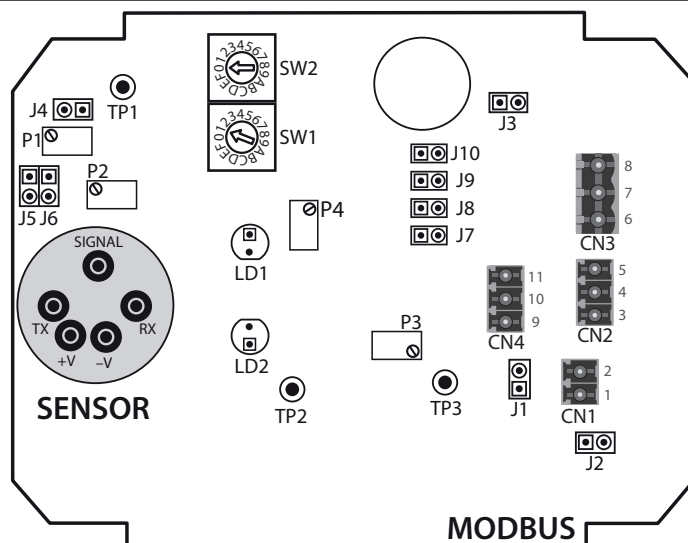 0123456789ABCDEF
SW2
J4
TP1
0123456789ABCDEF
SW1
J3
P1
J10
P2
J9
8
J8
7
P4
J5 J6
J7
6
CN3
SIGNAL
LD1
11
5
10
4
TX
RX
9
3
P3
CN4
CN2
+V
–V
LD2
2
SENSOR
1
TP2
TP3
J1
CN1
J2
MODBUS